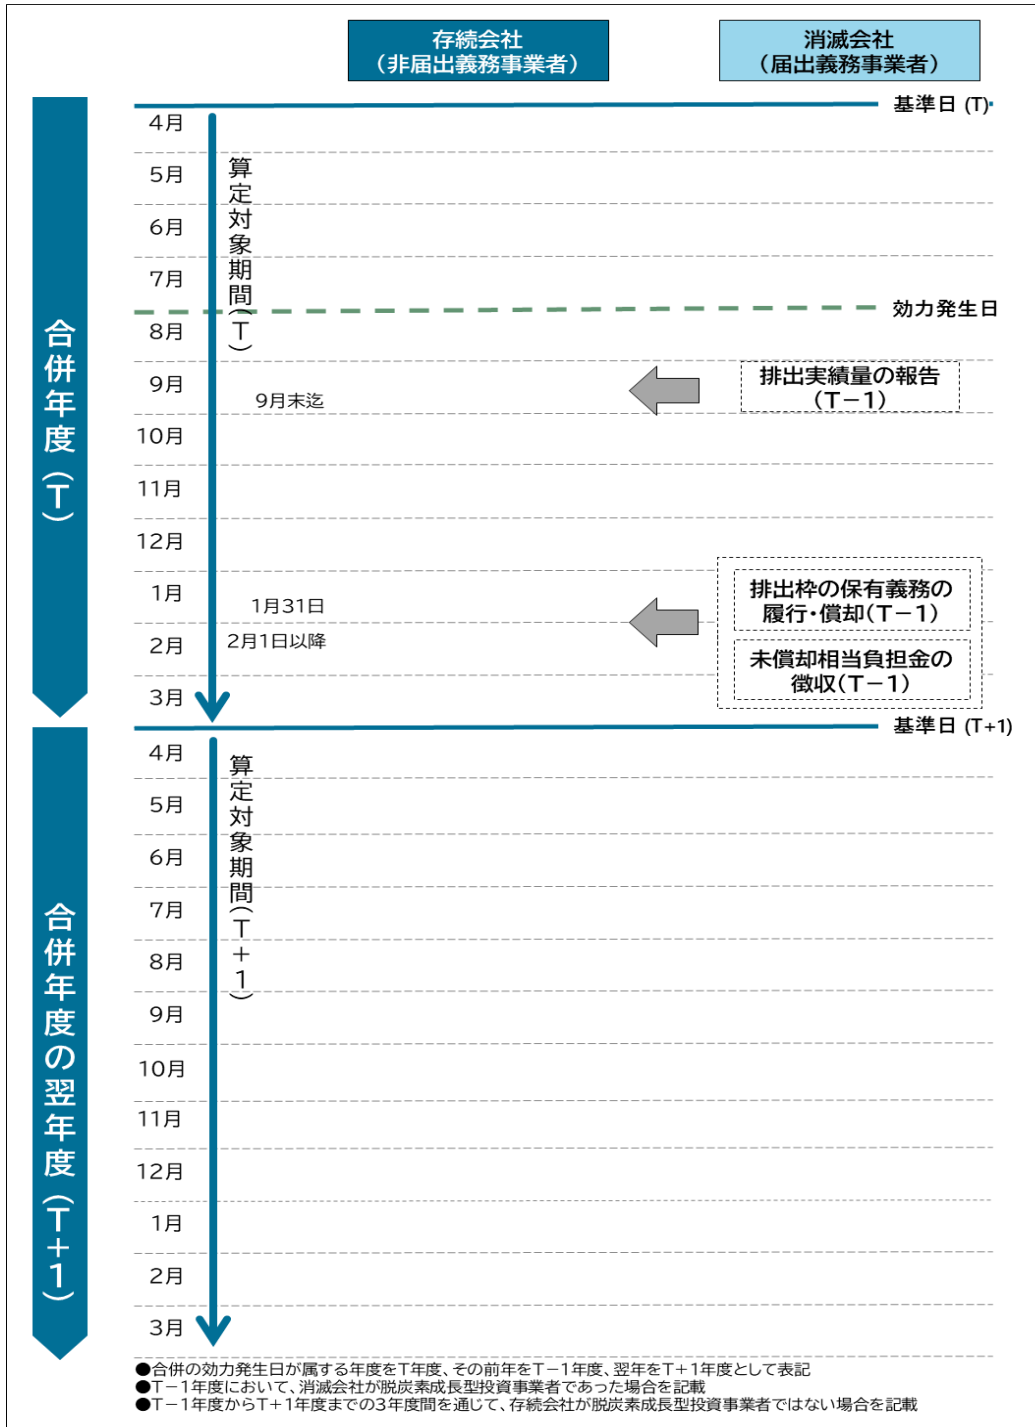 存続会社
（非届出義務事業者）
消滅会社
（届出義務事業者）
基準日 (T)
合併年度（T）
4月
5月
6月
7月
8月
9月
10月
11月
12月
1月
2月
3月
算定対象期間（T）
効力発生日
9月末迄
排出実績量の報告
（T－1）
1月31日
2月1日以降
排出枠の保有義務の
履行・償却（T－1）
未償却相当負担金の
徴収（T－1）
基準日 (T+1)
合併年度の翌年度（T＋1）
4月
5月
6月
7月
8月
9月
10月
11月
12月
1月
2月
3月
算定対象期間（T＋1）
●合併の効力発生日が属する年度をT年度、その前年をT－1年度、翌年をT＋1年度として表記
●T－1年度において、消滅会社が脱炭素成長型投資事業者であった場合を記載
●T－1年度からT＋1年度までの3年度間を通じて、存続会社が脱炭素成長型投資事業者ではない場合を記載